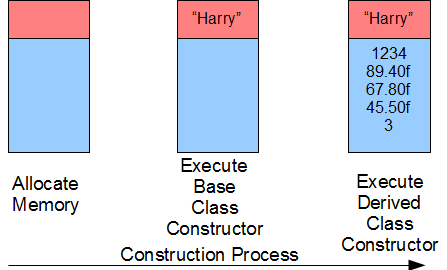 “Harry”
“Harry”
1234
89.40f
67.80f
45.50f
3
Allocate
Memory
Execute
Base
Class
Constructor
Execute
Derived
Class
Constructor
Construction Process